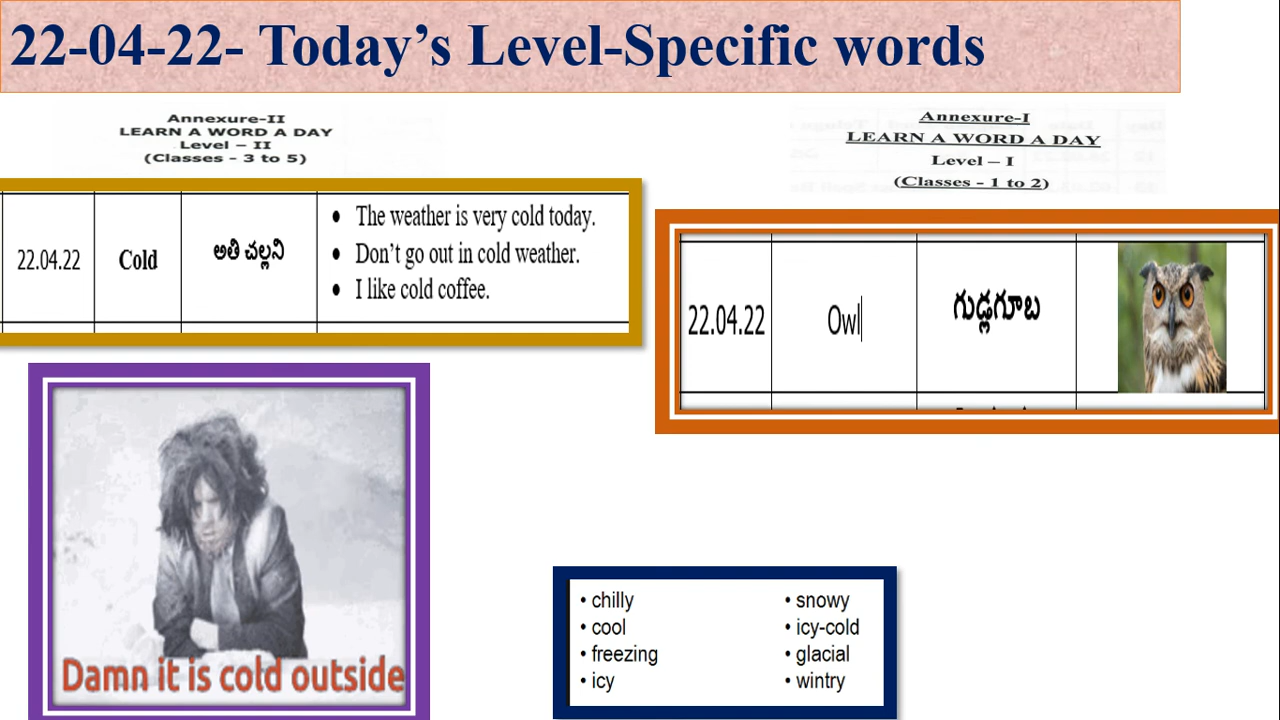 22-04-22- Today’s Level-Specific words
Annexure-II
LEARN A WORD A DAY
Level – II
(Classes - 3 to 5)
22.04.22
Cold
అతి చల్లని
• The weather is very cold today.
• Don’t go out in cold weather.
• I like cold coffee.
Annexure-I
LEARN A WORD A DAY
Level – I
(Classes - 1 to 2)
22.04.22
Owl
గుడ్లగూబ
Damn it is cold outside
• chilly
• cool
• freezing
• icy
• snowy
• icy-cold
• glacial
• wintry